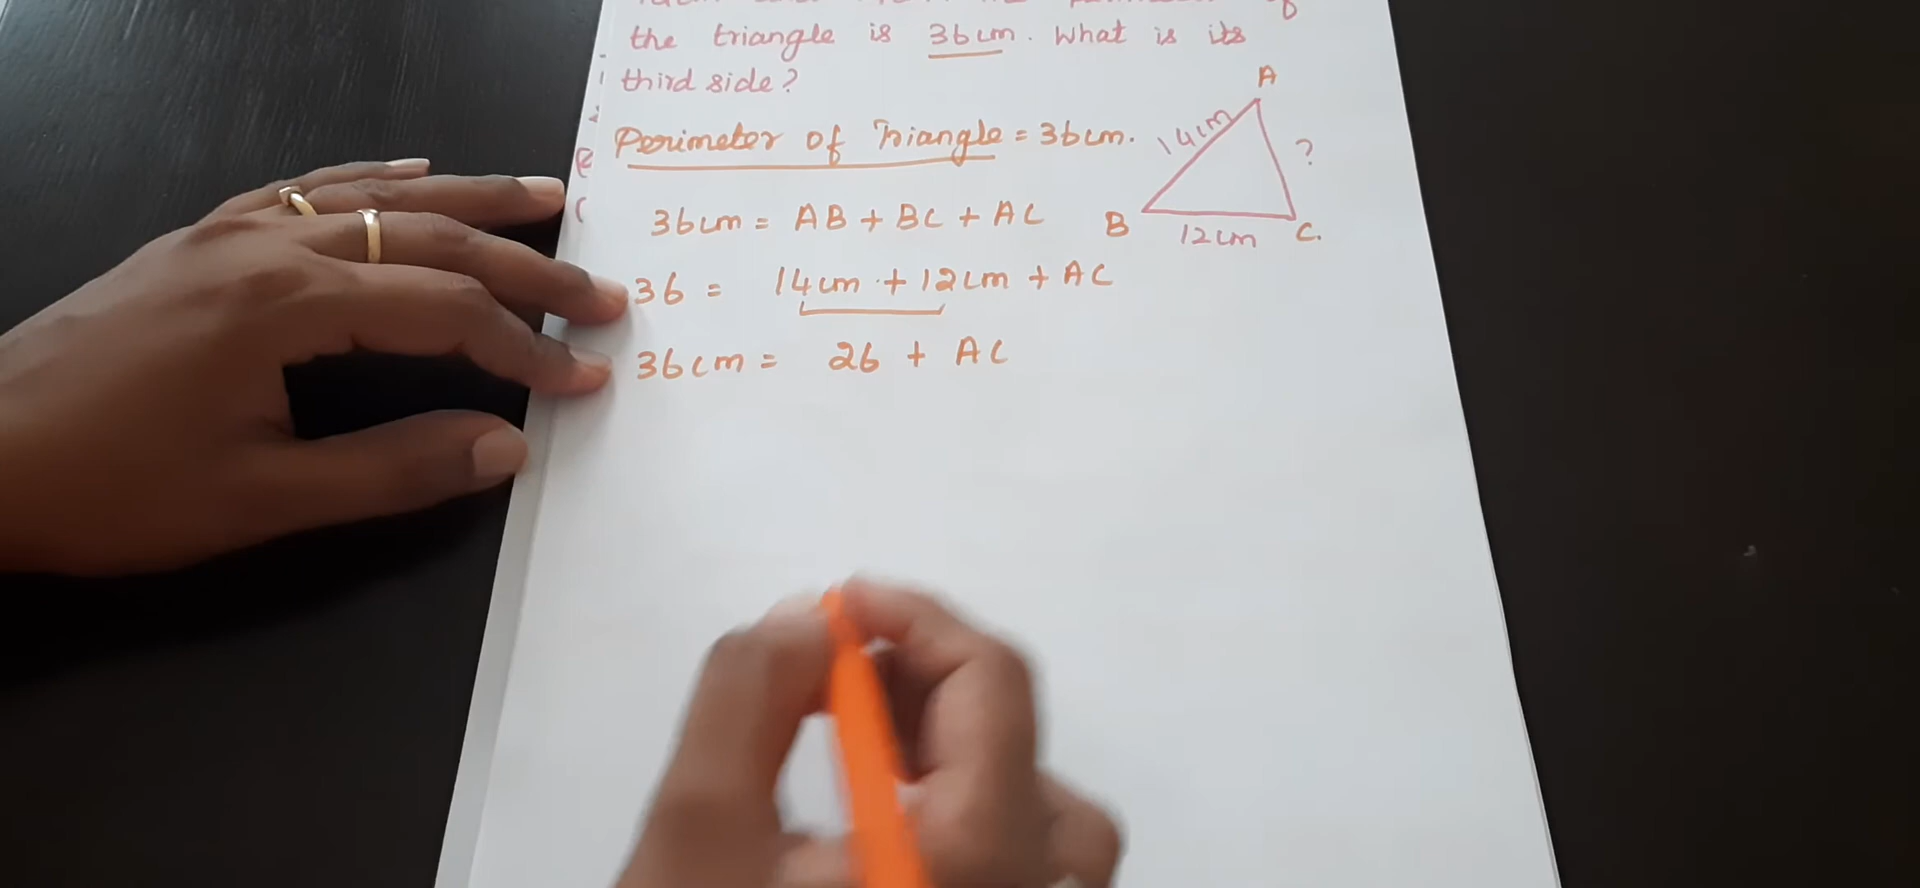 the triangle is 36cm. What is its
third side?
Perimeter of Triangle = 36cm.
A
14cm
?
B
12cm
C.
36cm = AB + BC + AC
36 = 14cm + 12cm + AC
36cm = 26 + AC